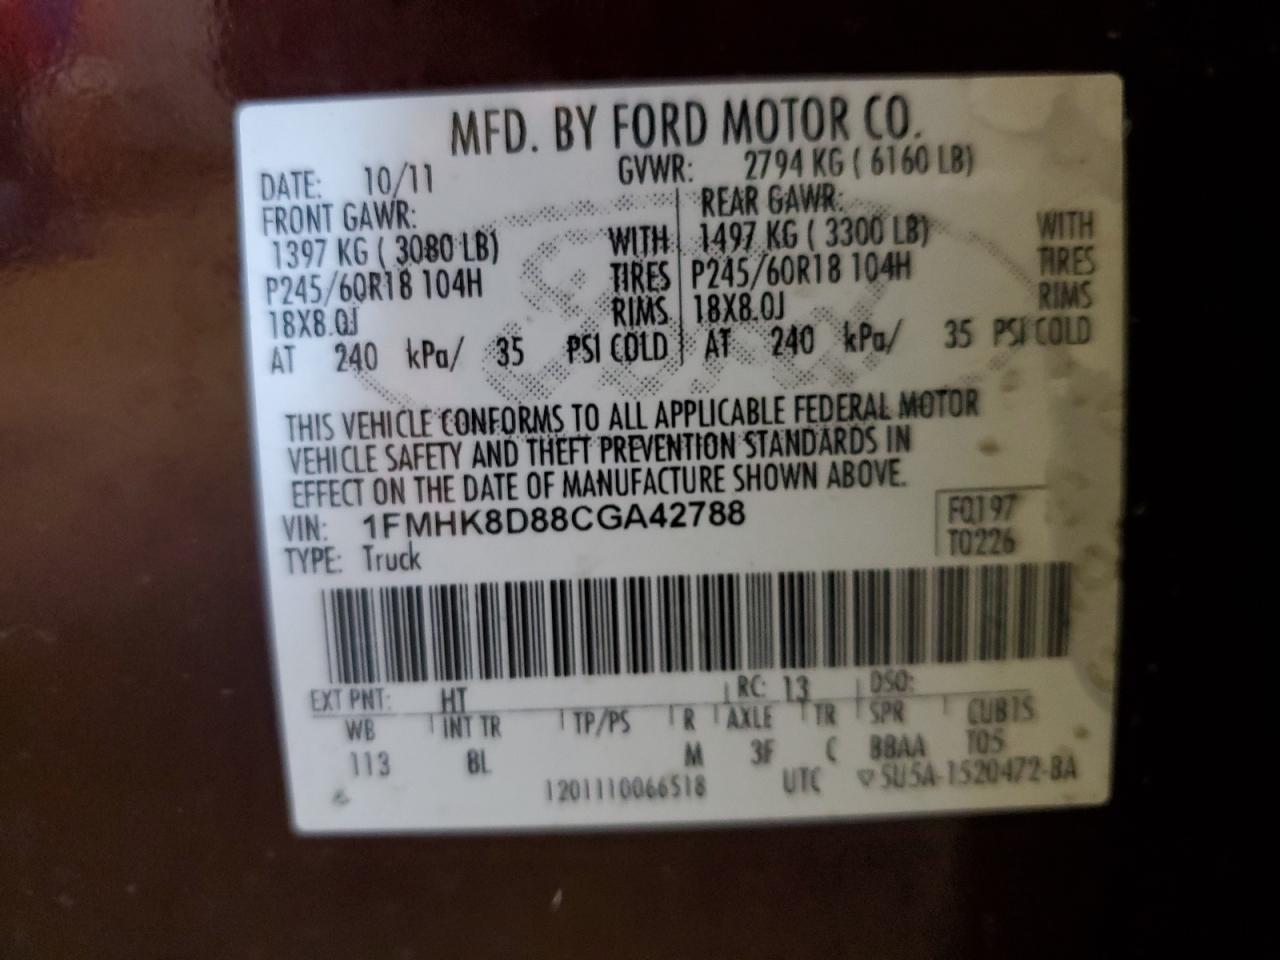 MFD. BY FORD MOTOR CO.
DATE: 10/11 GVWR: 2794 KG ( 6160 LB)
FRONT GAWR: REAR GAWR:
1397 KG ( 3080 LB) WITH 1497 KG ( 3300 LB) WITH
P245/60R18 104H TIRES P245/60R18 104H TIRES
18X8.0J RIMS 18X8.0J RIMS
AT 240 kPa/ 35 PSI COLD AT 240 kPa/ 35 PSI COLD
THIS VEHICLE CONFORMS TO ALL APPLICABLE FEDERAL MOTOR
VEHICLE SAFETY AND THEFT PREVENTION STANDARDS IN
EFFECT ON THE DATE OF MANUFACTURE SHOWN ABOVE.
VIN: 1FMHK8D88CGA42788 F0197
TYPE: Truck T0226
EXT PNT: HT RC: 13 DSO:
WB INT TR TP/PS R AXLE TR SPR CUBTS
113 8L M 3F C BBAA T05
1201110066518 UTC 5U5A-1520472-BA